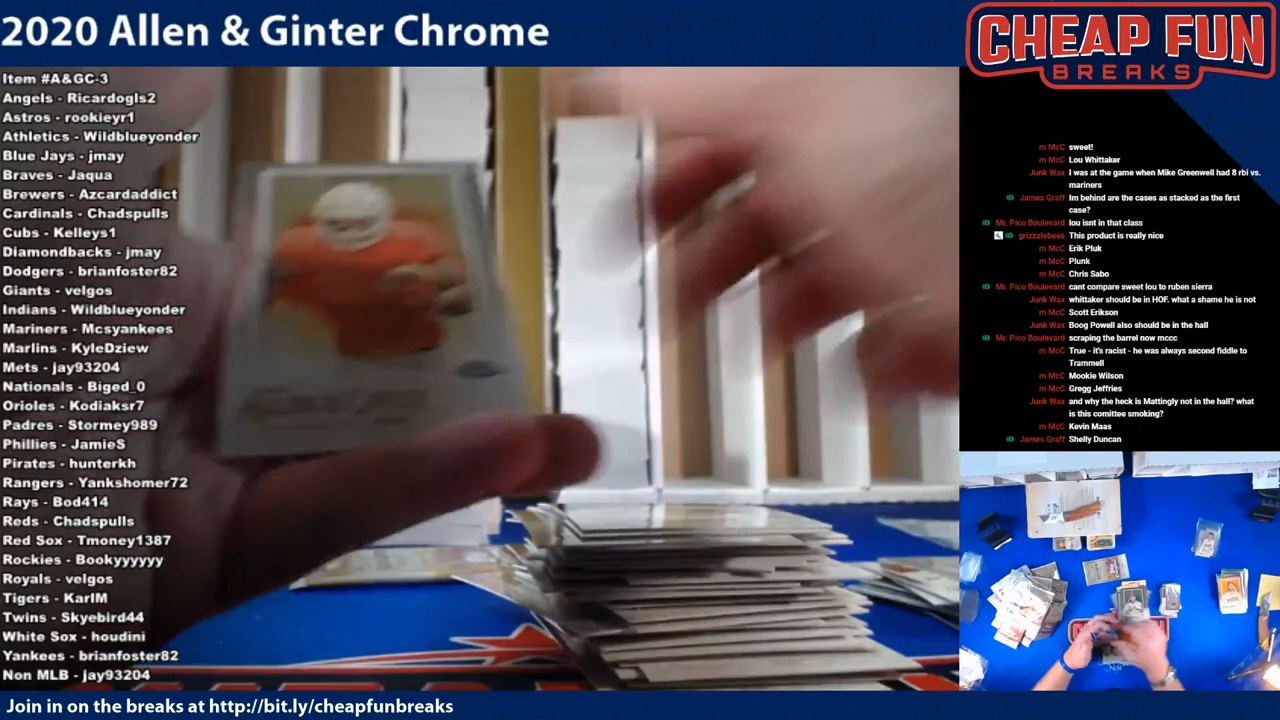 2020 Allen & Ginter Chrome
CHEAP FUN
BREAKS
Item #A&GC-3
Angels - Ricardogls2
Astros - rookieyr1
Athletics - Wildblueyonder
Blue Jays - jmay
Braves - Jaqua
Brewers - Azcardaddict
Cardinals - Chadspulls
Cubs - Kelleys1
Diamondbacks - jmay
Dodgers - brianfoster82
Giants - velgos
Indians - Wildblueyonder
Mariners - Mcsyankees
Marlins - KyleDziew
Mets - jay93204
Nationals - Biged_0
Orioles - Kodiaksr7
Padres - Stormey989
Phillies - JamieS
Pirates - hunterkh
Rangers - Yankshomer72
Rays - Bod414
Reds - Chadspulls
Red Sox - Tmoney1387
Rockies - Bookyyyyyy
Royals - velgos
Tigers - KarlM
Twins - Skyebird44
White Sox - houdini
Yankees - brianfoster82
Non MLB - jay93204
m McC sweet!
m McC Lou Whittaker
Junk Wax I was at the game when Mike Greenwell had 8 rbi vs.
mariners
James Graff Im behind are the cases as stacked as the first
case?
Mr. Pico Boulevard lou isnt in that class
grizzzlebees This product is really nice
m McC Erik Pluk
m McC Plunk
m McC Chris Sabo
Mr. Pico Boulevard cant compare sweet lou to ruben sierra
Junk Wax whittaker should be in HOF. what a shame he is not
m McC Scott Erikson
Junk Wax Boog Powell also should be in the hall
Mr. Pico Boulevard scraping the barrel now mccc
m McC True - it's racist - he was always second fiddle to
Trammell
m McC Mookie Wilson
m McC Gregg Jeffries
Junk Wax and why the heck is Mattingly not in the hall? what
is this comittee smoking?
m McC Kevin Maas
James Graff Shelly Duncan
Join in on the breaks at http://bit.ly/cheapfunbreaks